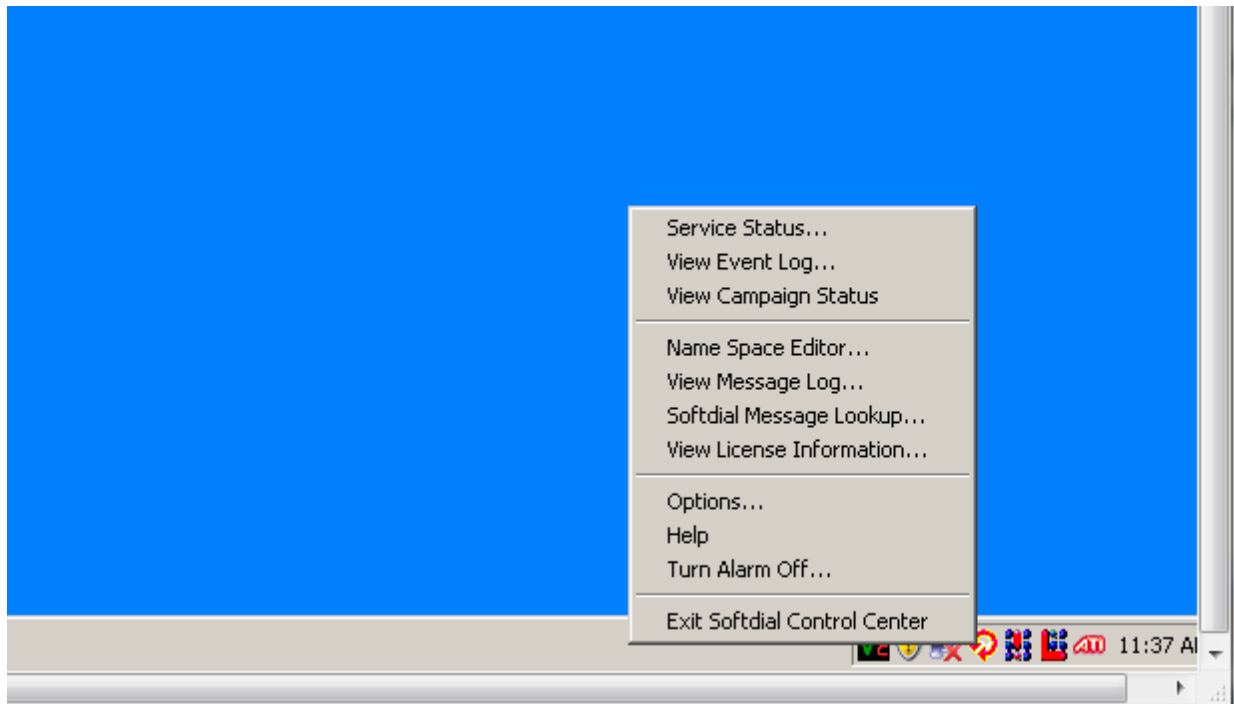 Service Status...
View Event Log...
View Campaign Status
Name Space Editor...
View Message Log...
Softdial Message Lookup...
View License Information...
Options...
Help
Turn Alarm Off...
Exit Softdial Control Center
11:37 A